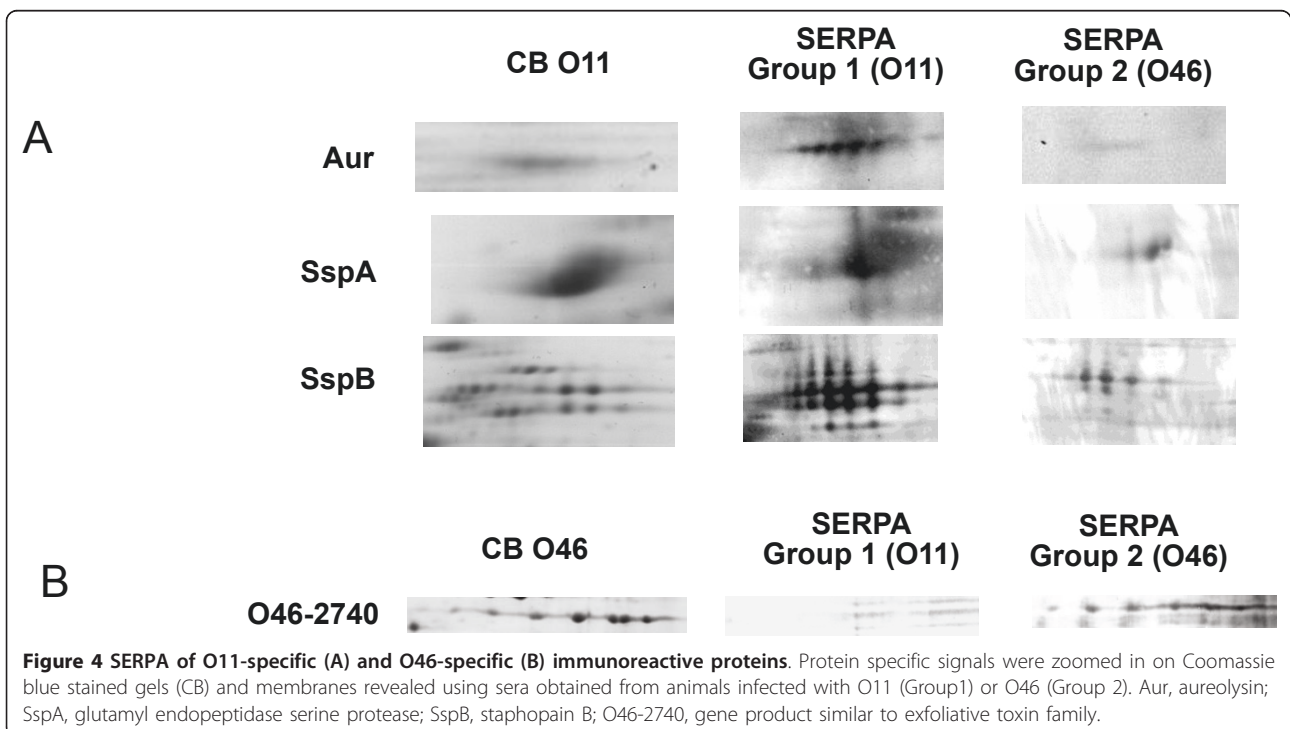 CB O11
SERPA
Group 1 (O11)
SERPA
Group 2 (O46)
A
Aur
SspA
SspB
CB O46
SERPA
Group 1 (O11)
SERPA
Group 2 (O46)
B
O46-2740
Figure 4 SERPA of O11-specific (A) and O46-specific (B) immunoreactive proteins. Protein specific signals were zoomed in on Coomassie
blue stained gels (CB) and membranes revealed using sera obtained from animals infected with O11 (Group1) or O46 (Group 2). Aur, aureolysin;
SspA, glutamyl endopeptidase serine protease; SspB, staphopain B; O46-2740, gene product similar to exfoliative toxin family.